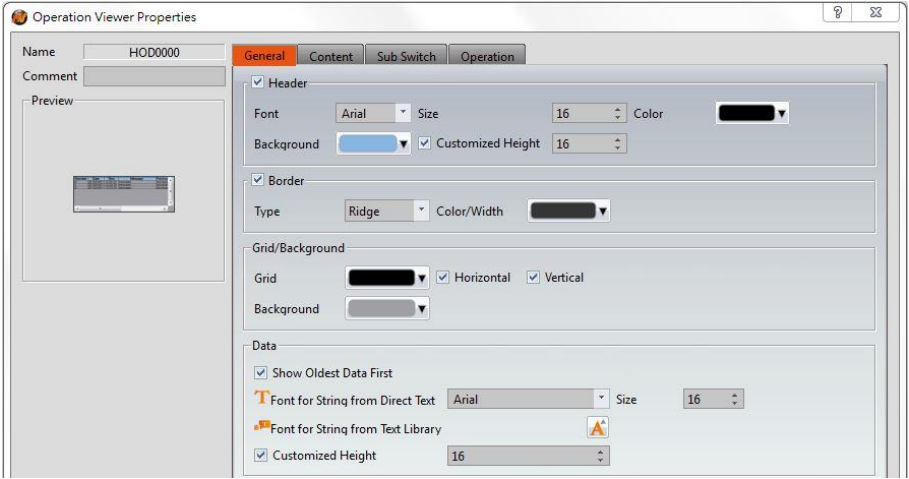 Operation Viewer Properties
Name HOD0000
Comment
Preview
General Content Sub Switch Operation
Header
Font Arial Size 16 Color
Background Customized Height 16
Border
Type Ridge Color/Width
Grid/Background
Grid Horizontal Vertical
Background
Data
Show Oldest Data First
Font for String from Direct Text Arial Size 16
Font for String from Text Library
Customized Height 16